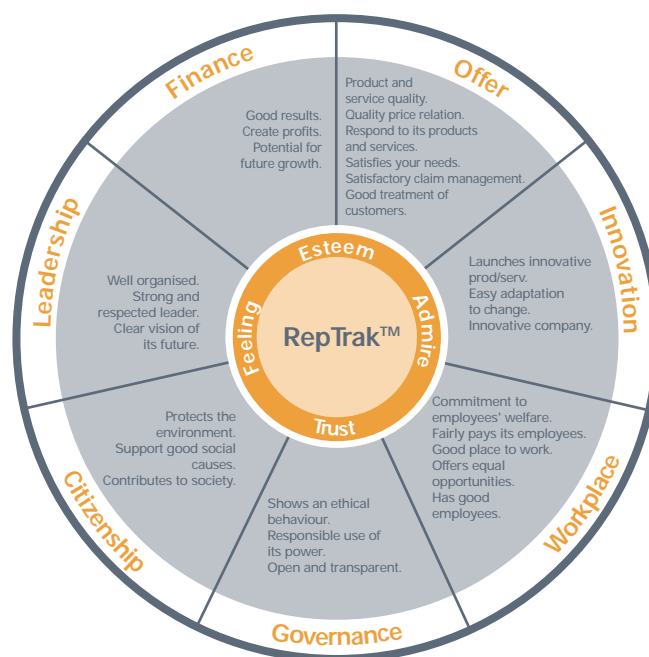 Finance
Good results.
Create profits.
Potential for
future growth.
Offer
Product and
service quality.
Quality price relation.
Respond to its products
and services.
Satisfies your needs.
Satisfactory claim management.
Good treatment of
customers.
Innovation
Launches innovative
prod/serv.
Easy adaptation
to change.
Innovative company.
Workplace
Commitment to
employees' welfare.
Fairly pays its employees.
Good place to work.
Offers equal
opportunities.
Has good
employees.
Governance
Shows an ethical
behaviour.
Responsible use of
its power.
Open and transparent.
Citizenship
Protects the
environment.
Support good social
causes.
Contributes to society.
Leadership
Well organised.
Strong and
respected leader.
Clear vision of
its future.
Esteem
Admire
Trust
Feeling
RepTrak™